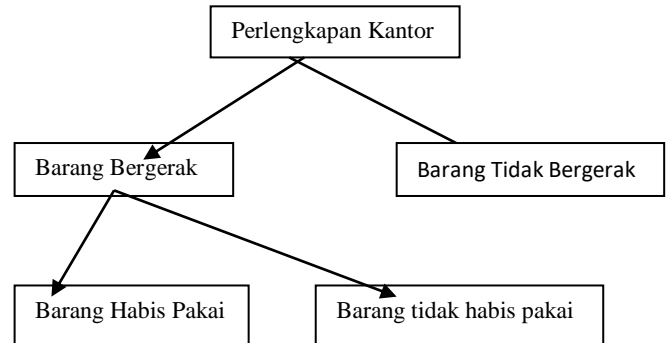 Perlengkapan Kantor
Barang Bergerak
Barang Tidak Bergerak
Barang Habis Pakai
Barang tidak habis pakai